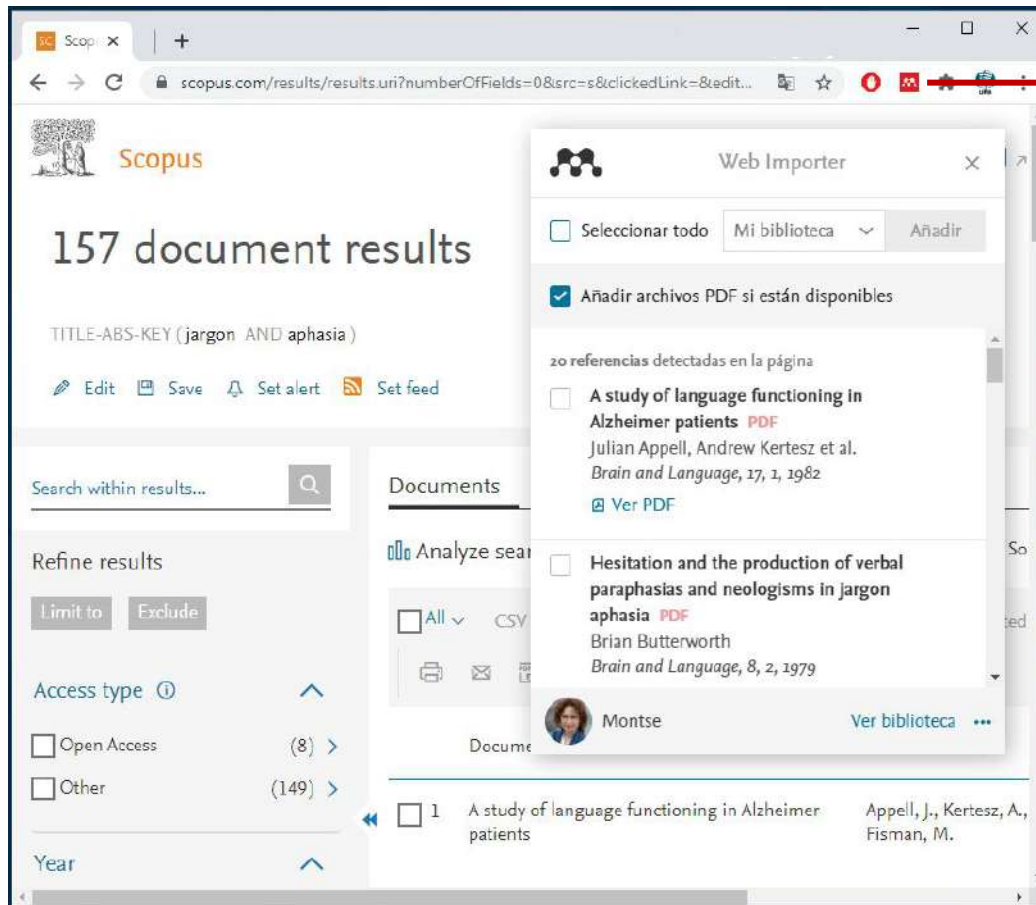 Scop
scopus.com/results/results.uri?numberOfFields=0&src=s&clickedLink=&edit...
Scopus
157 document results
TITLE-ABS-KEY ( jargon AND aphasia )
Edit Save Set alert Set feed
Search within results...
Refine results
Limit to Exclude
Access type
Open Access (8)
Other (149)
Year
Documents
Analyze sear
So
All CSV
Docume
1 A study of language functioning in Alzheimer
patients
Appell, J., Kertesz, A.,
Fisman, M.
Web Importer
Seleccionar todo Mi biblioteca Añadir
Añadir archivos PDF si están disponibles
20 referencias detectadas en la página
A study of language functioning in
Alzheimer patients PDF
Julian Appell, Andrew Kertesz et al.
Brain and Language, 17, 1, 1982
Ver PDF
Hesitation and the production of verbal
paraphasias and neologisms in jargon
aphasia PDF
Brian Butterworth
Brain and Language, 8, 2, 1979
Montse Ver biblioteca